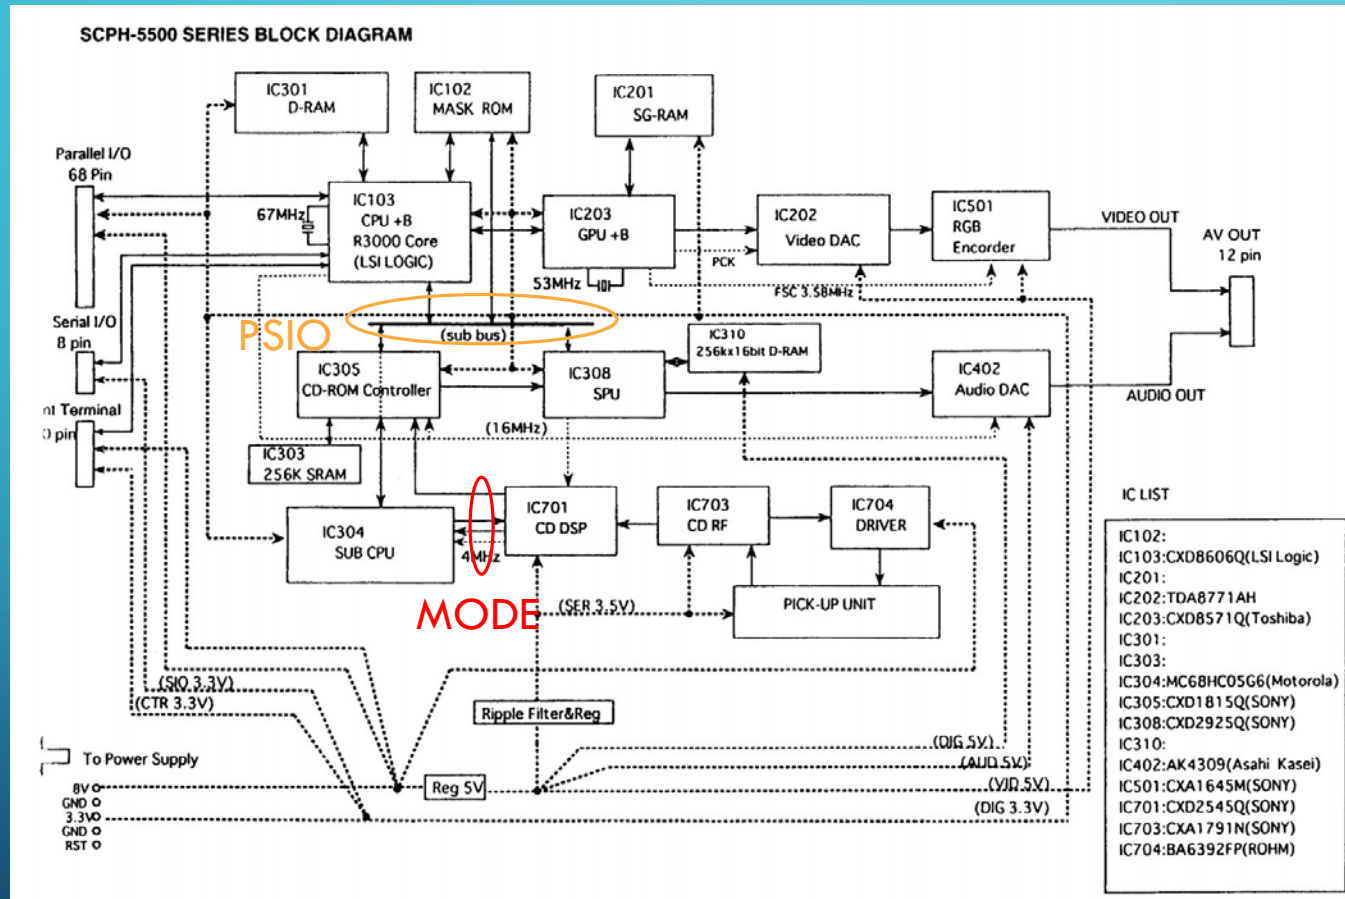 SCPH-5500 SERIES BLOCK DIAGRAM
IC301
D-RAM
IC102
MASK ROM
IC201
SG-RAM
Parallel I/O
68 Pin
67MHz
IC103
CPU +B
R3000 Core
(LSI LOGIC)
IC203
GPU +B
53MHz
PCK
IC202
Video DAC
IC501
RGB
Encorder
FSC 3.58MHz
VIDEO OUT
AV OUT
12 pin
Serial I/O
8 pin
PSIO
(sub bus)
IC305
CD-ROM Controller
IC308
SPU
IC310
256kx16bit D-RAM
IC402
Audio DAC
AUDIO OUT
nt Terminal
0 pin
(16MHz)
IC303
256K SRAM
IC304
SUB CPU
4MHz
MODE
IC701
CD DSP
IC703
CD RF
IC704
DRIVER
(SER 3.5V)
PICK-UP UNIT
(SIO 3.3V)
(CTR 3.3V)
Ripple Filter&Reg
To Power Supply
8V
GND
3.3V
GND
RST
Reg 5V
(DIG 5V)
(AUD 5V)
(VID 5V)
(DIG 3.3V)
IC LIST
IC102:
IC103:CXD8606Q(LSI Logic)
IC201:
IC202:TDA8771AH
IC203:CXD8571Q(Toshiba)
IC301:
IC303:
IC304:MC68HC05G6(Motorola)
IC305:CXD1815Q(SONY)
IC308:CXD2925Q(SONY)
IC310:
IC402:AK4309(Asahi Kasei)
IC501:CXA1645M(SONY)
IC701:CXD2545Q(SONY)
IC703:CXA1791N(SONY)
IC704:BA6392FP(ROHM)